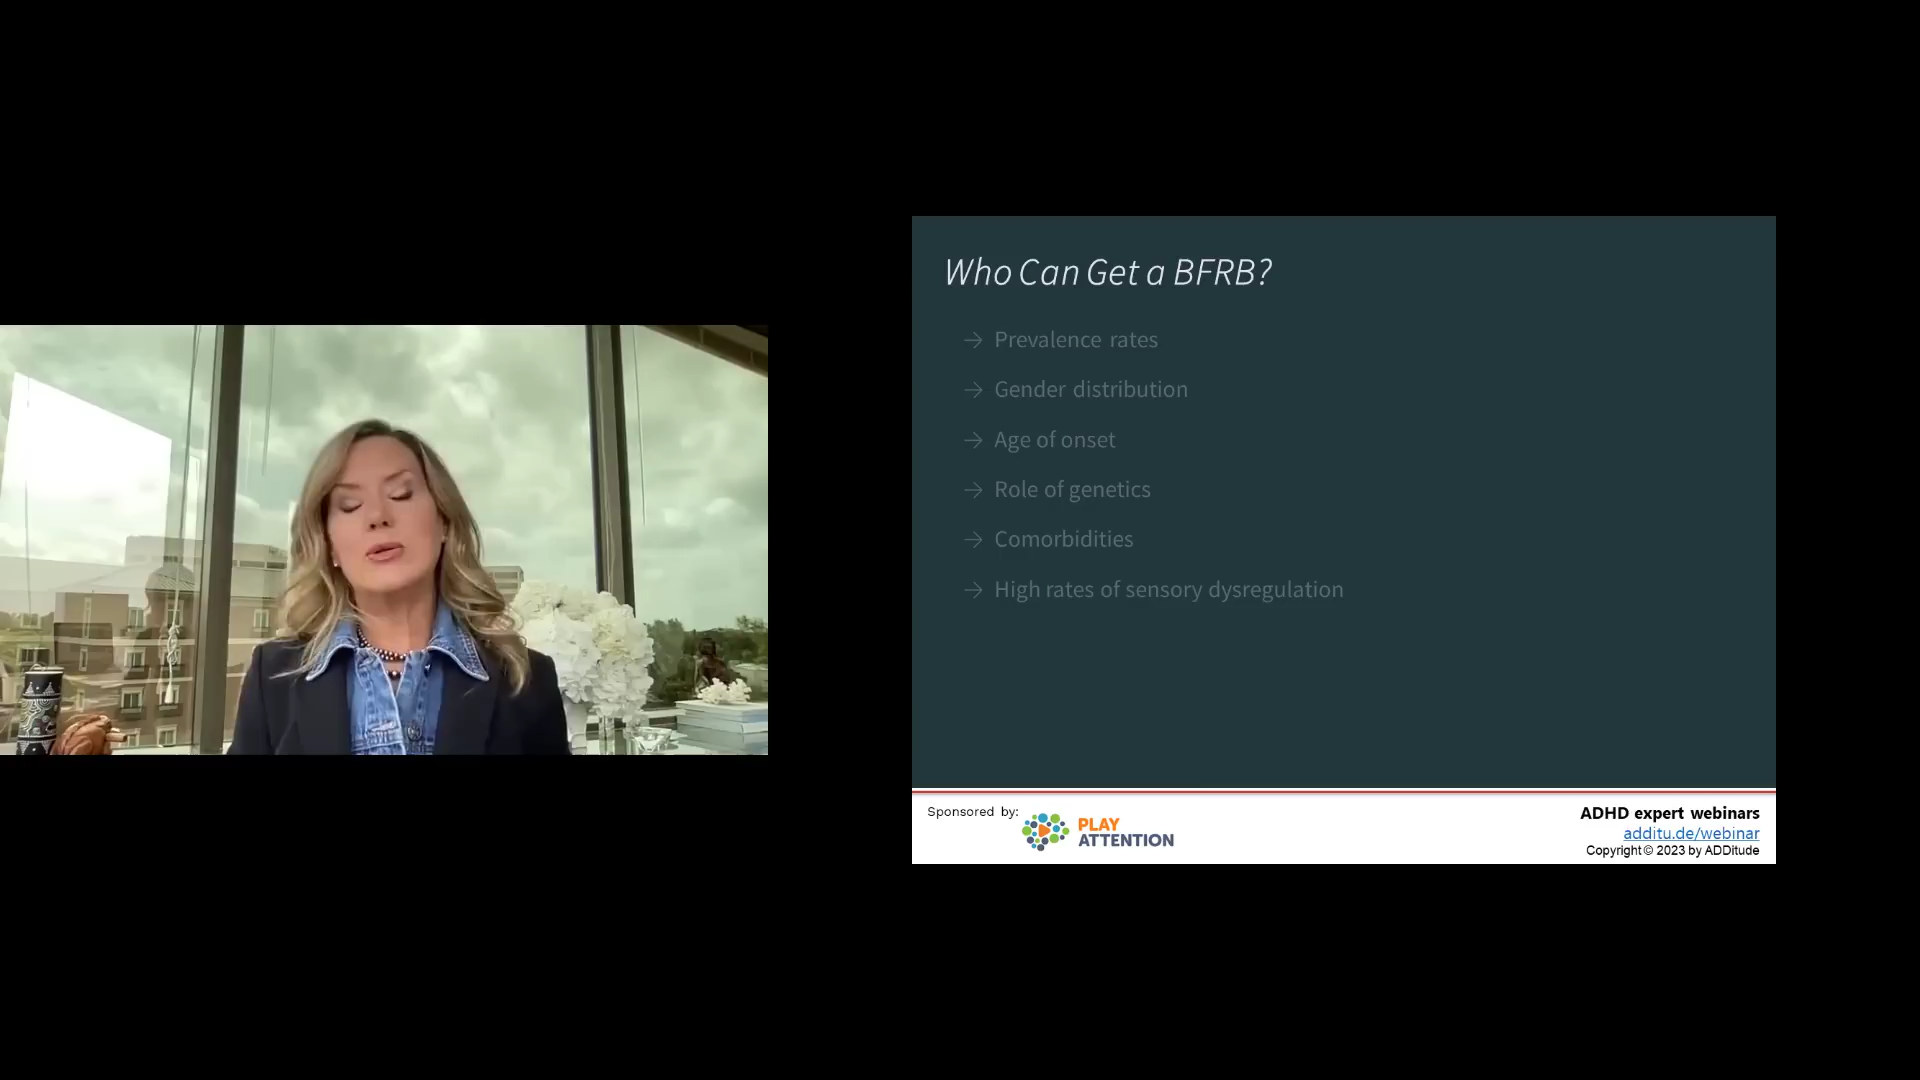 Who Can Get a BFRB?
→ Prevalence rates
→ Gender distribution
→ Age of onset
→ Role of genetics
→ Comorbidities
→ High rates of sensory dysregulation
Sponsored by:
PLAY
ATTENTION
ADHD expert webinars
additu.de/webinar
Copyright © 2023 by ADDitude